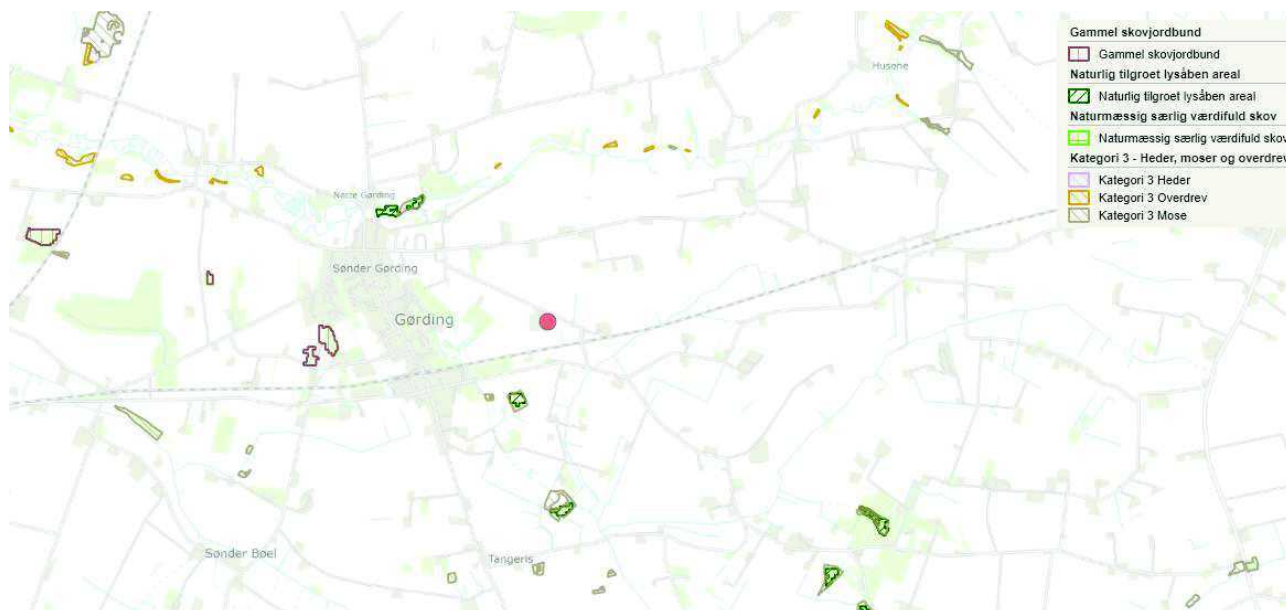 Gammel skovjordbund
Gammel skovjordbund
Naturlig tilgroet lysåben areal
Naturlig tilgroet lysåben areal
Naturmæssig særlig værdifuld skov
Naturmæssig særlig værdifuld skov
Kategori 3 - Heder, moser og overdrev
Kategori 3 Heder
Kategori 3 Overdrev
Kategori 3 Mose
Husene
Nørre Gørding
Sønder Gørding
Gørding
Sønder Bøel
Tangeris